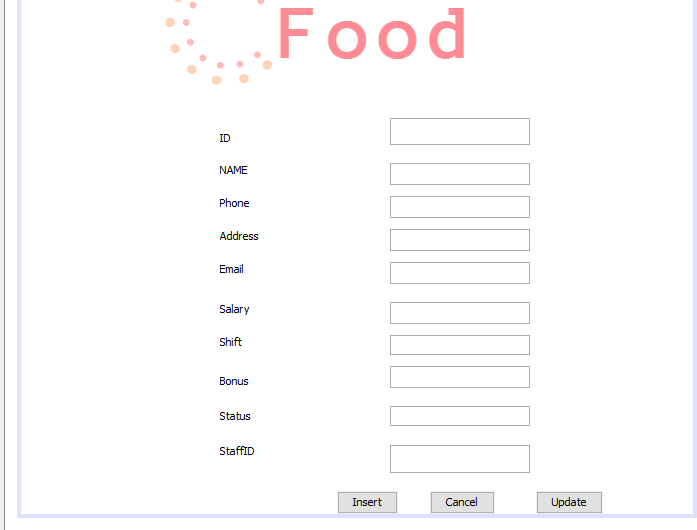 Food
ID
NAME
Phone
Address
Email
Salary
Shift
Bonus
Status
StaffID
Insert Cancel Update